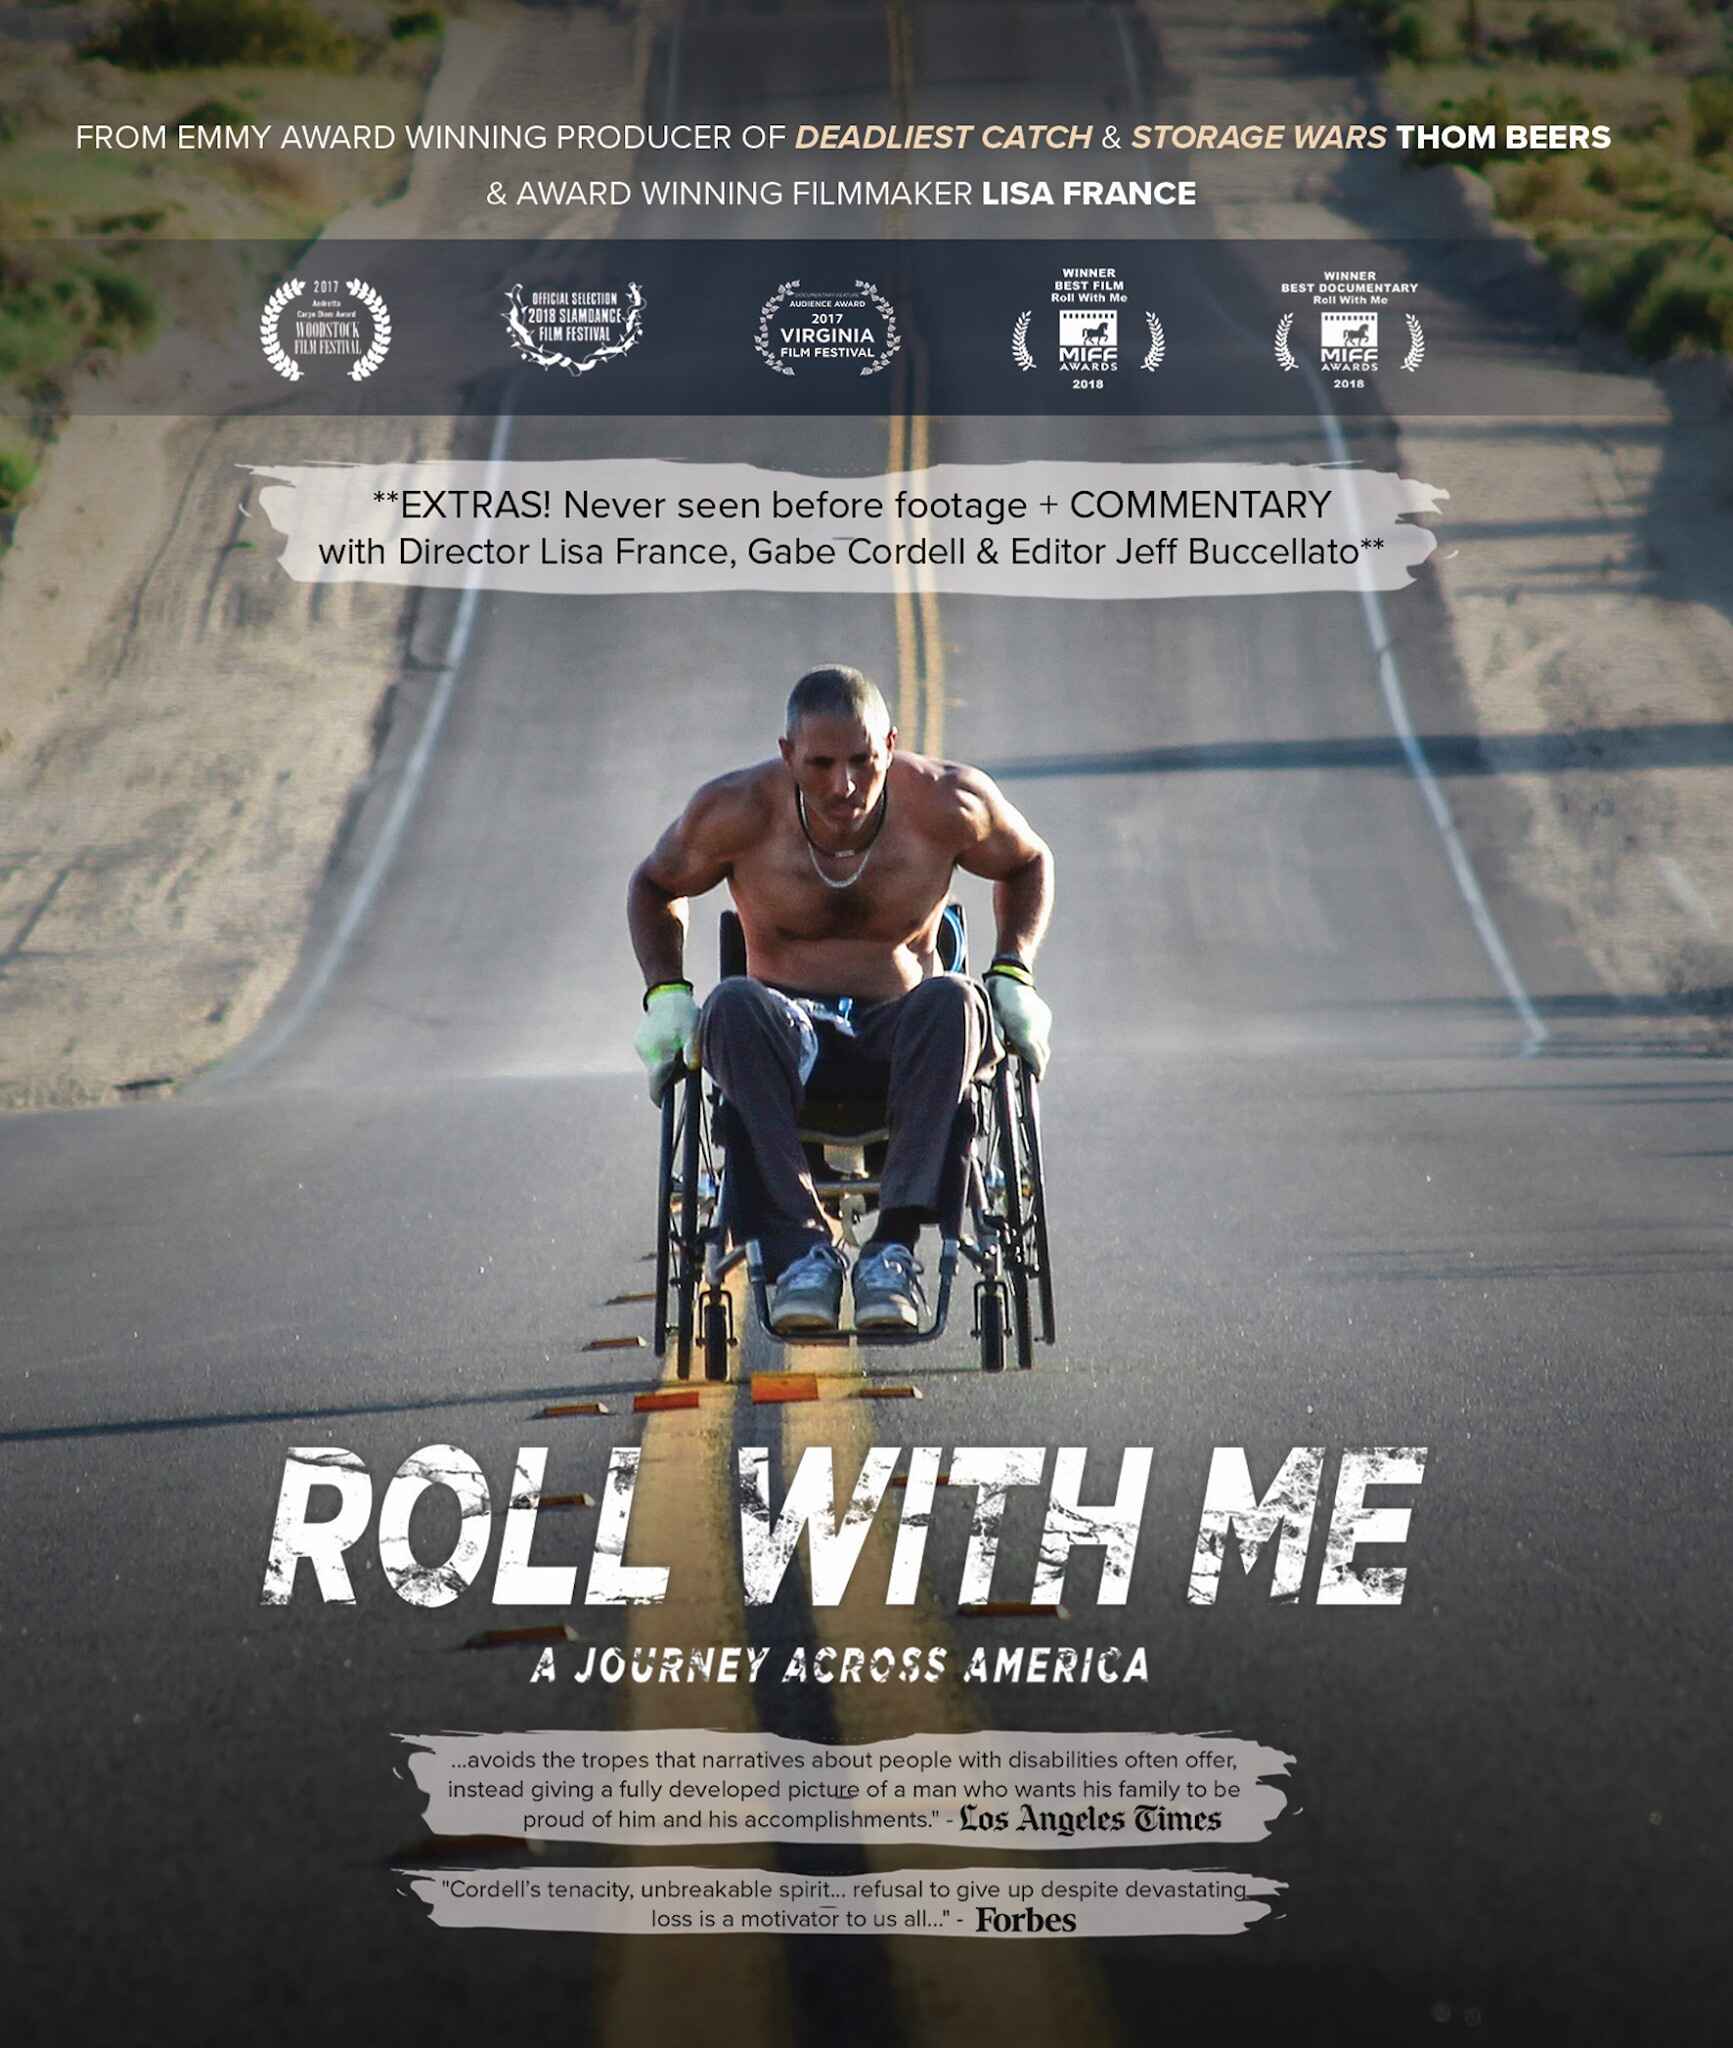 FROM EMMY AWARD WINNING PRODUCER OF DEADLIEST CATCH & STORAGE WARS THOM BEERS
& AWARD WINNING FILMMAKER LISA FRANCE
2017
Andretta
Carpe Diem Award
WOODSTOCK
FILM FESTIVAL
OFFICIAL SELECTION
2018 SLAMDANCE
FILM FESTIVAL
DOCUMENTARY FEATURE
AUDIENCE AWARD
2017
VIRGINIA
FILM FESTIVAL
WINNER
BEST FILM
Roll With Me
MIFF
AWARDS
2018
WINNER
BEST DOCUMENTARY
Roll With Me
MIFF
AWARDS
2018
**EXTRAS! Never seen before footage + COMMENTARY
with Director Lisa France, Gabe Cordell & Editor Jeff Buccellato**
ROLL WITH ME
A JOURNEY ACROSS AMERICA
...avoids the tropes that narratives about people with disabilities often offer,
instead giving a fully developed picture of a man who wants his family to be
proud of him and his accomplishments." - Los Angeles Times
"Cordell's tenacity, unbreakable spirit... refusal to give up despite devastating
loss is a motivator to us all..." - Forbes